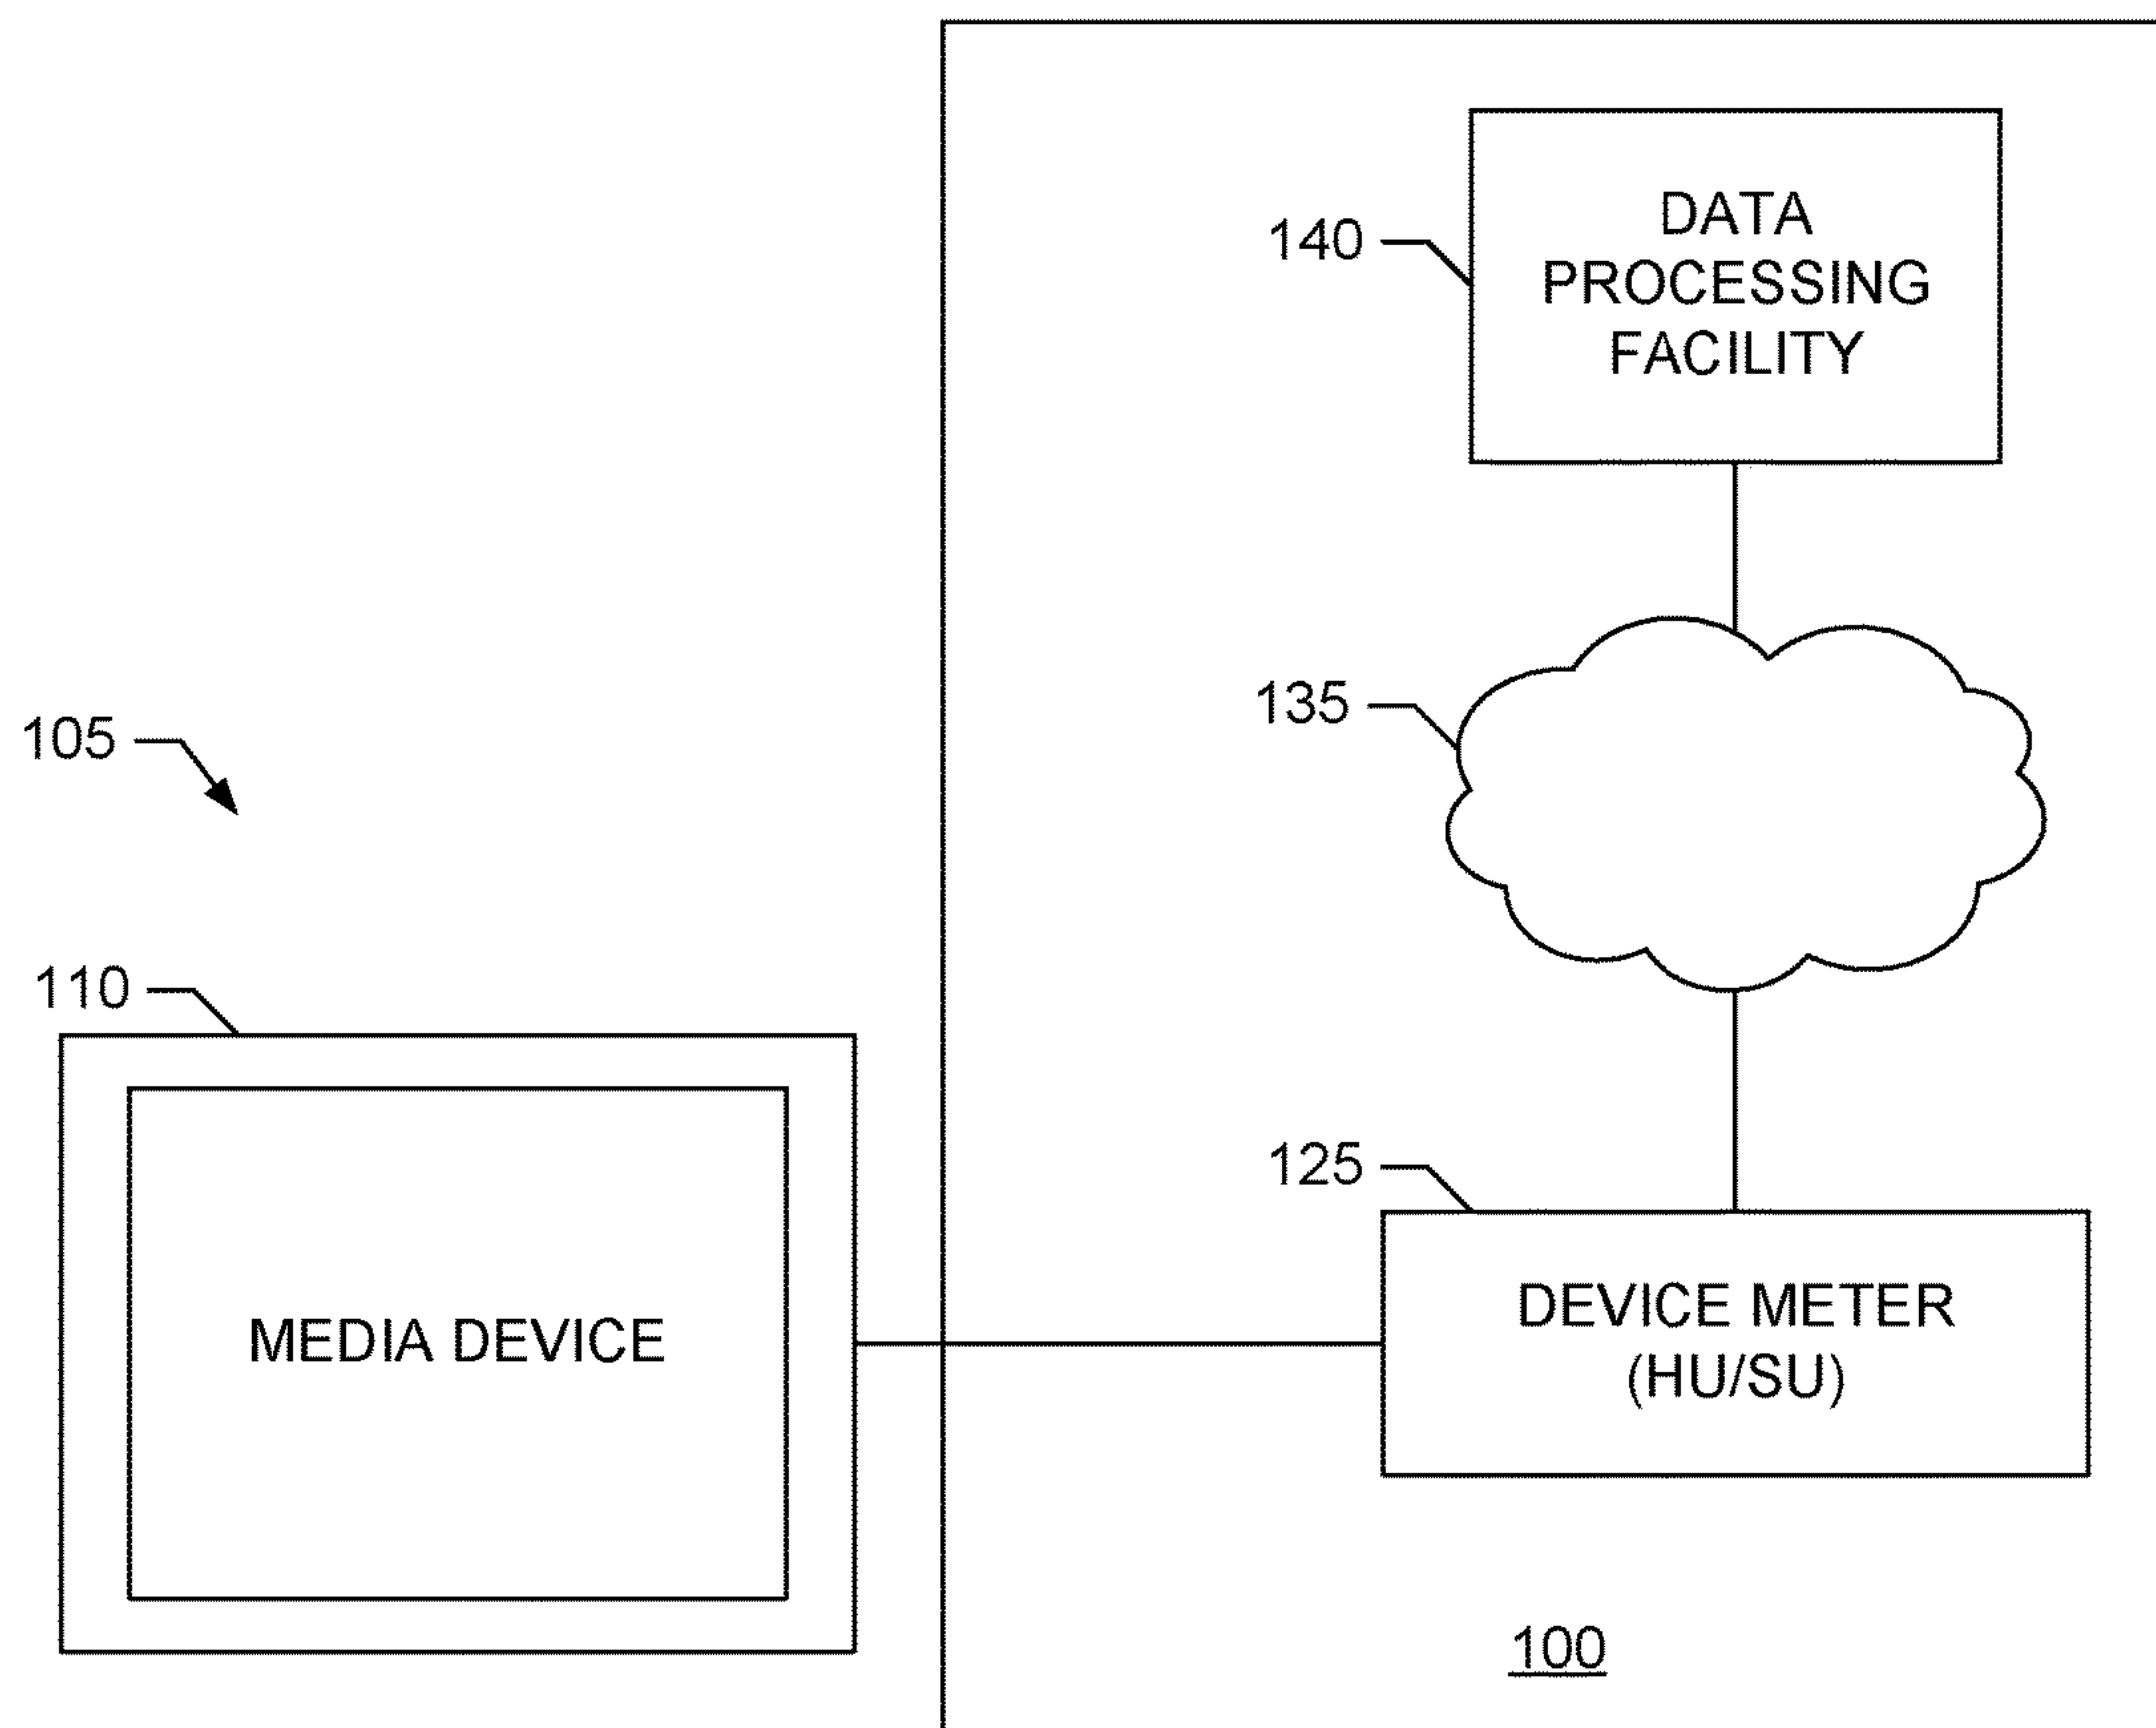 140
DATA
PROCESSING
FACILITY
135
105
110
125
MEDIA DEVICE
DEVICE METER
(HU/SU)
100